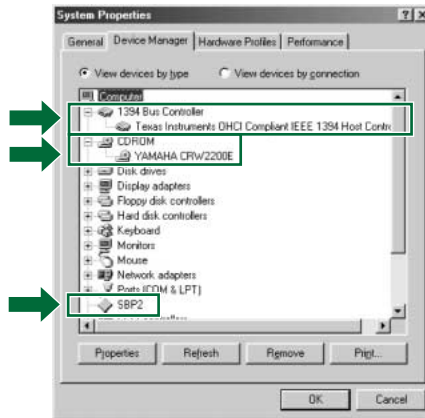 System Properties
General Device Manager Hardware Profiles Performance
View devices by type View devices by connection
Computer
1394 Bus Controller
Texas Instruments OHCI Compliant IEEE 1394 Host Contr
CDROM
YAMAHA CRW2200E
Disk drives
Display adapters
Floppy disk controllers
Hard disk controllers
Keyboard
Monitors
Mouse
Network adapters
Ports (COM & LPT)
SBP2
Properties Refresh Remove Print...
OK Cancel